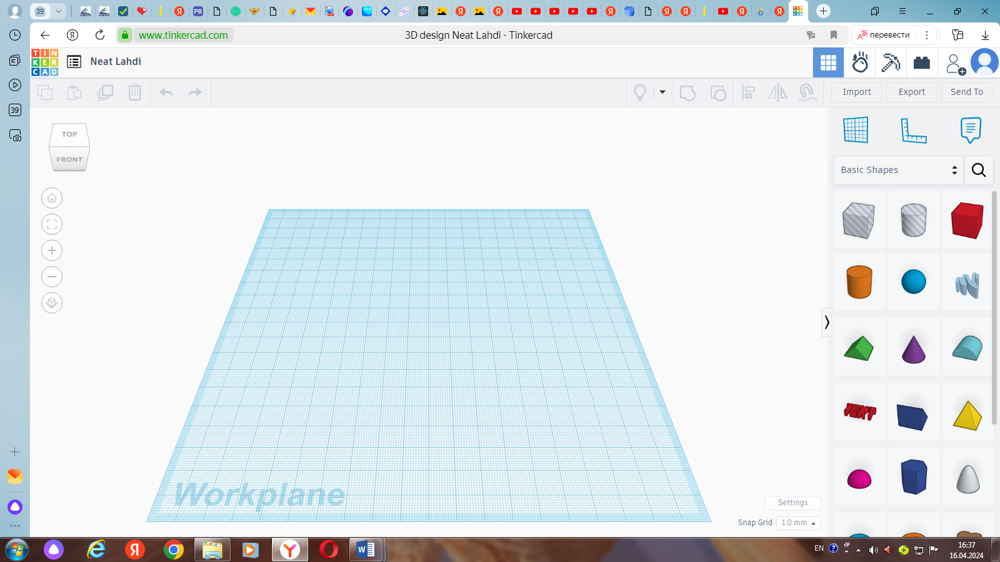 39
PB
www.tinkercad.com
3D design Neat Lahdi - Tinkercad
перевести
TIN
KER
CAD
Neat Lahdi
39
Import
Export
Send To
TOP
FRONT
Basic Shapes
TEXT
Workplane
Settings
Snap Grid
1.0 mm
EN
16:37
16.04.2024